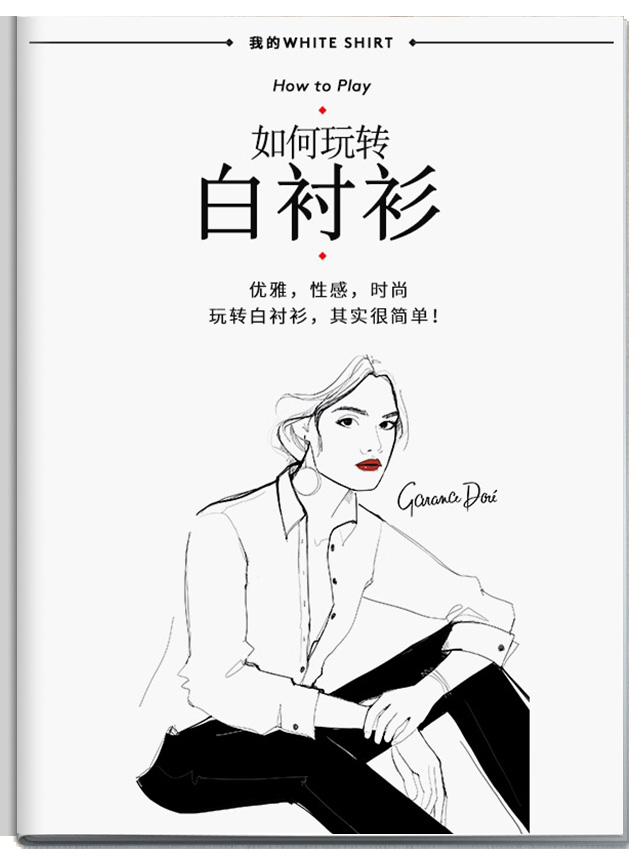 我的WHITE SHIRT
How to Play
如何玩转
白衬衫
优雅，性感，时尚
玩转白衬衫，其实很简单！
Garance Doré